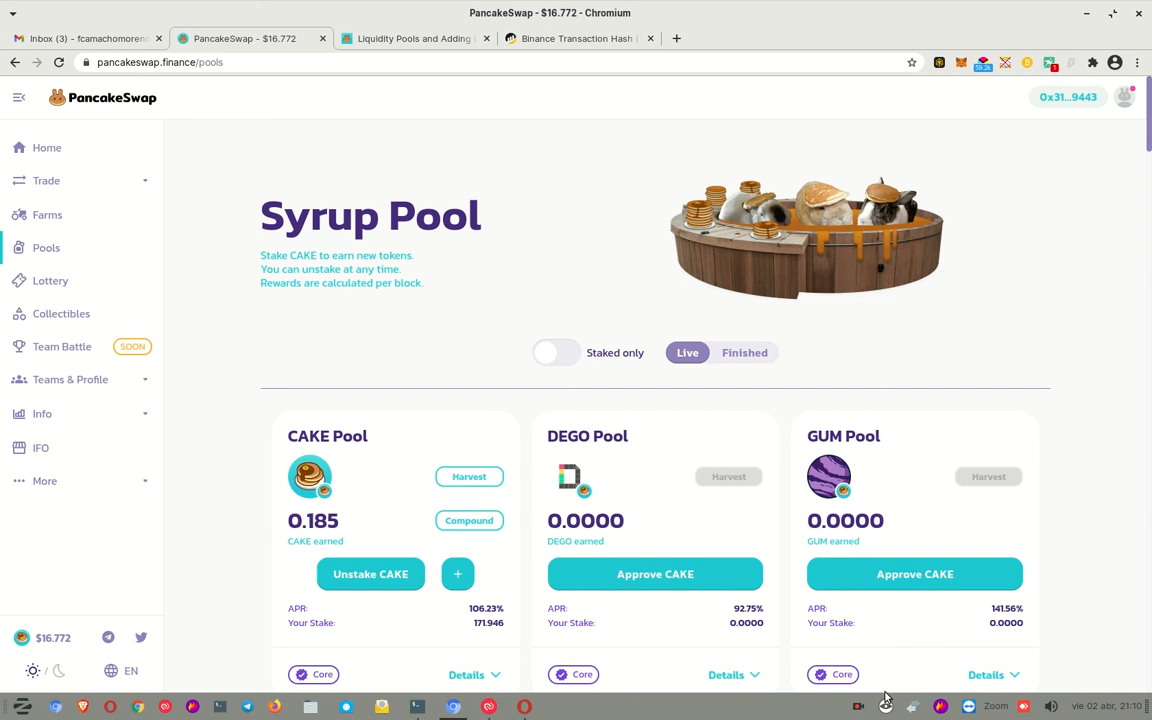 PancakeSwap - $16.772 - Chromium
Inbox (3) - fcamachomoreno
PancakeSwap - $16.772
Liquidity Pools and Adding
Binance Transaction Hash (
pancakeswap.finance/pools
PancakeSwap
0x31...9443
Home
Trade
Farms
Pools
Lottery
Collectibles
Team Battle
SOON
Teams & Profile
Info
IFO
More
$16.772
EN
Syrup Pool
Stake CAKE to earn new tokens.
You can unstake at any time.
Rewards are calculated per block.
Staked only
Live
Finished
CAKE Pool
Harvest
0.185
Compound
CAKE earned
Unstake CAKE
+
APR:
106.23%
Your Stake:
171.946
Core
Details
DEGO Pool
Harvest
0.0000
DEGO earned
Approve CAKE
APR:
92.75%
Your Stake:
0.0000
Core
Details
GUM Pool
Harvest
0.0000
GUM earned
Approve CAKE
APR:
141.56%
Your Stake:
0.0000
Core
Details
Zoom
vie 02 abr, 21:10